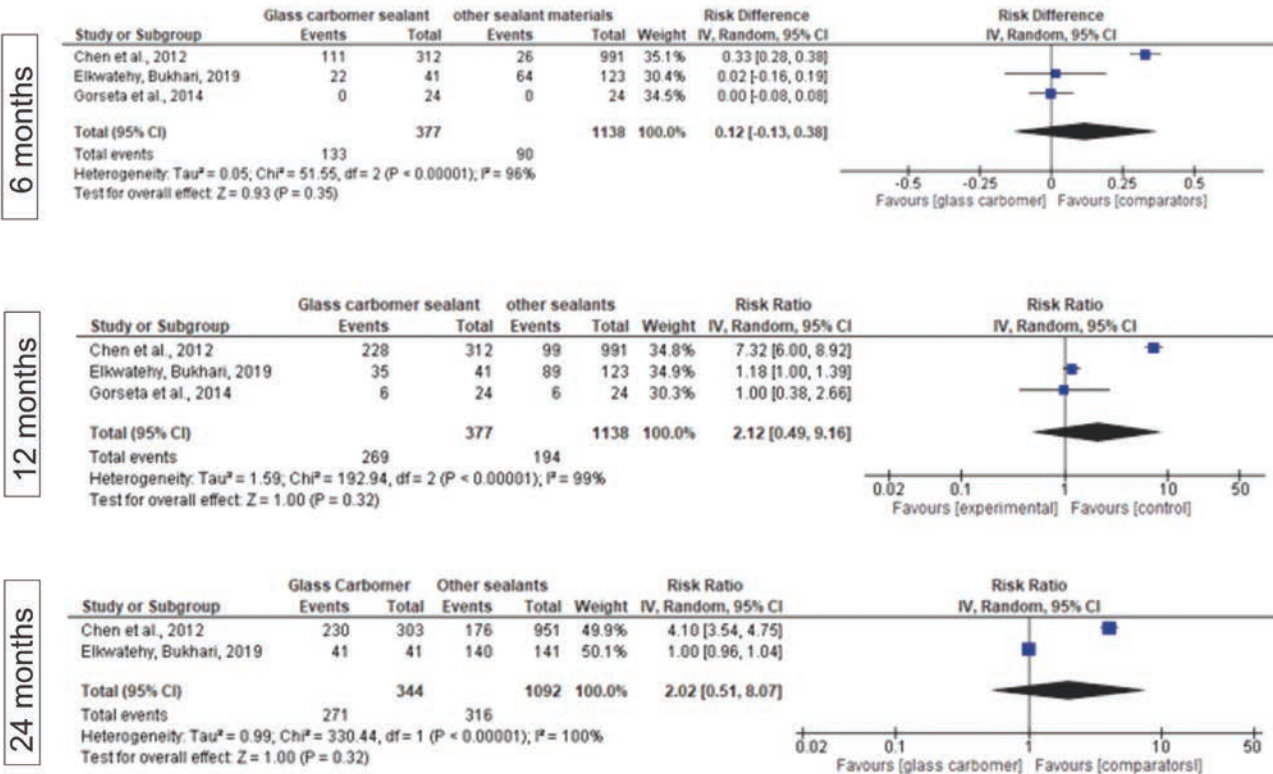 6 months
Glass carbomer sealant other sealant materials Risk Difference Risk Difference
Study or Subgroup Events Total Events Total Weight IV, Random, 95% CI IV, Random, 95% CI
Chen et al., 2012 111 312 26 991 35.1% 0.33 [0.28, 0.38]
Elkwatehy, Bukhari, 2019 22 41 64 123 30.4% 0.02 [-0.16, 0.19]
Gorseta et al., 2014 0 24 0 24 34.5% 0.00 [-0.08, 0.08]
Total (95% CI) 377 1138 100.0% 0.12 [-0.13, 0.38]
Total events 133 90
Heterogeneity: Tau² = 0.05; Chi² = 51.55, df = 2 (P < 0.00001); I² = 96%
Test for overall effect: Z = 0.93 (P = 0.35)
-0.5 -0.25 0 0.25 0.5
Favours [glass carbomer] Favours [comparators]
12 months
Glass carbomer sealant other sealants Risk Ratio Risk Ratio
Study or Subgroup Events Total Events Total Weight IV, Random, 95% CI IV, Random, 95% CI
Chen et al., 2012 228 312 99 991 34.8% 7.32 [6.00, 8.92]
Elkwatehy, Bukhari, 2019 35 41 89 123 34.9% 1.18 [1.00, 1.39]
Gorseta et al., 2014 6 24 6 24 30.3% 1.00 [0.38, 2.66]
Total (95% CI) 377 1138 100.0% 2.12 [0.49, 9.16]
Total events 269 194
Heterogeneity: Tau² = 1.59; Chi² = 192.94, df = 2 (P < 0.00001); I² = 99%
Test for overall effect: Z = 1.00 (P = 0.32)
0.02 0.1 1 10 50
Favours [experimental] Favours [control]
24 months
Glass Carbomer Other sealants Risk Ratio Risk Ratio
Study or Subgroup Events Total Events Total Weight IV, Random, 95% CI IV, Random, 95% CI
Chen et al., 2012 230 303 176 951 49.9% 4.10 [3.54, 4.75]
Elkwatehy, Bukhari, 2019 41 41 140 141 50.1% 1.00 [0.96, 1.04]
Total (95% CI) 344 1092 100.0% 2.02 [0.51, 8.07]
Total events 271 316
Heterogeneity: Tau² = 0.99; Chi² = 330.44, df = 1 (P < 0.00001); I² = 100%
Test for overall effect: Z = 1.00 (P = 0.32)
0.02 0.1 1 10 50
Favours [glass carbomer] Favours [comparatorsl]